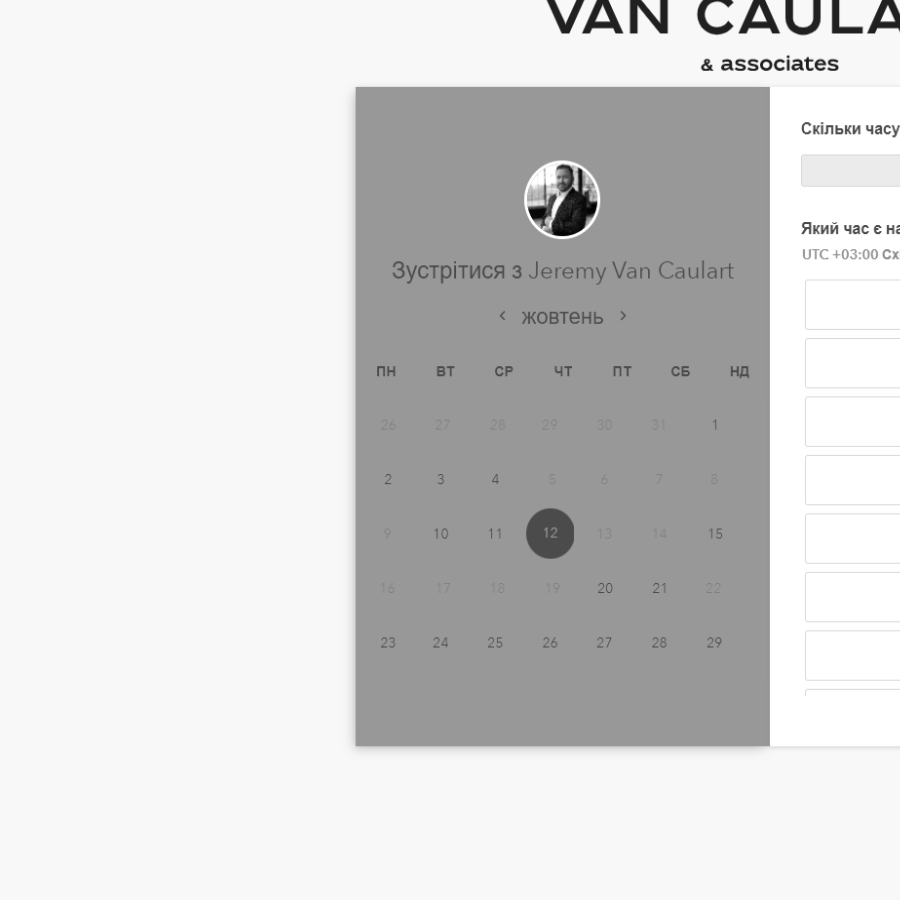 VAN CAULA
& associates
Зустрітися з Jeremy Van Caulart
‹ жовтень ›
ПН ВТ СР ЧТ ПТ СБ НД
26 27 28 29 30 31 1
2 3 4 5 6 7 8
9 10 11 12 13 14 15
16 17 18 19 20 21 22
23 24 25 26 27 28 29
Скільки часу
Який час є на
UTC +03:00 Сх